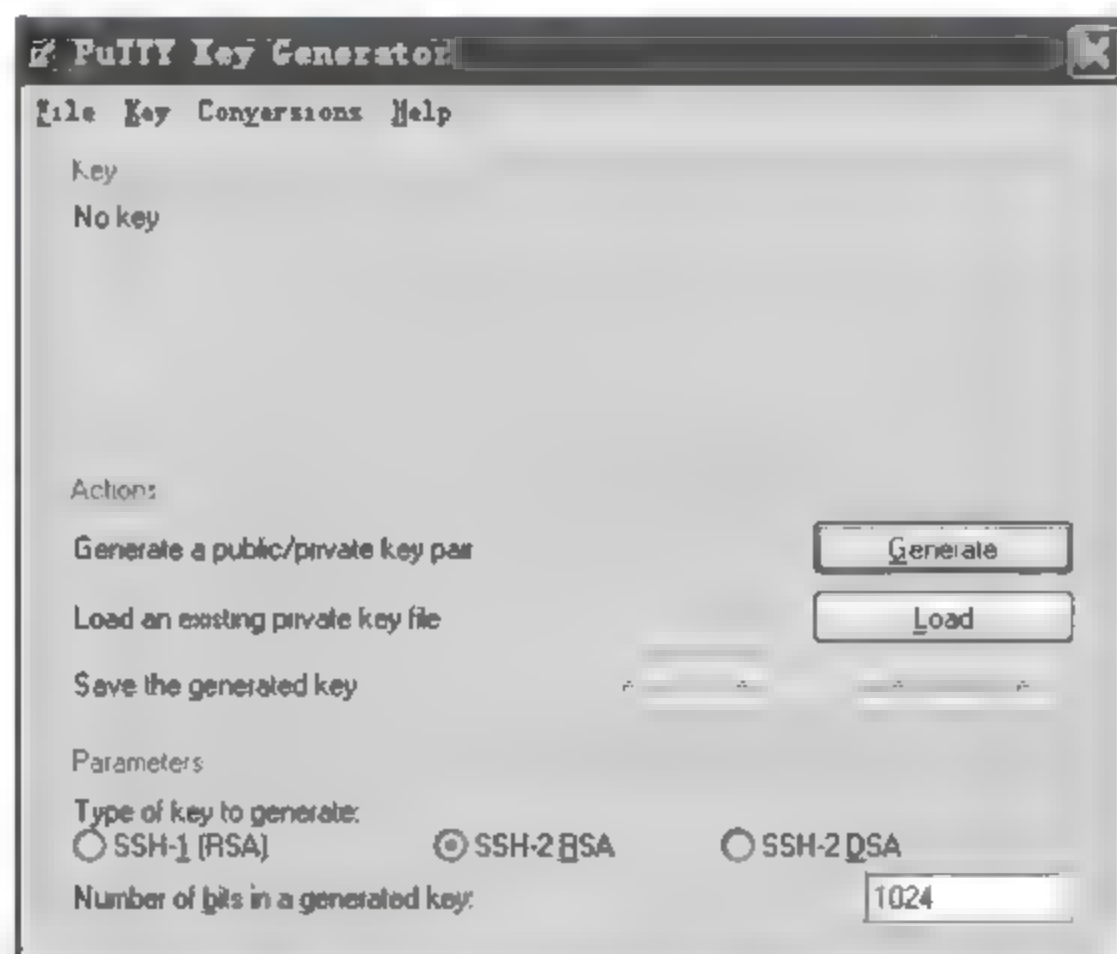 PuTTY Key Generator
File Key Conversions Help
Key
No key
Actions
Generate a public/private key pair Generate
Load an existing private key file Load
Save the generated key
Parameters
Type of key to generate:
SSH-1 (RSA) SSH-2 RSA SSH-2 DSA
Number of bits in a generated key: 1024